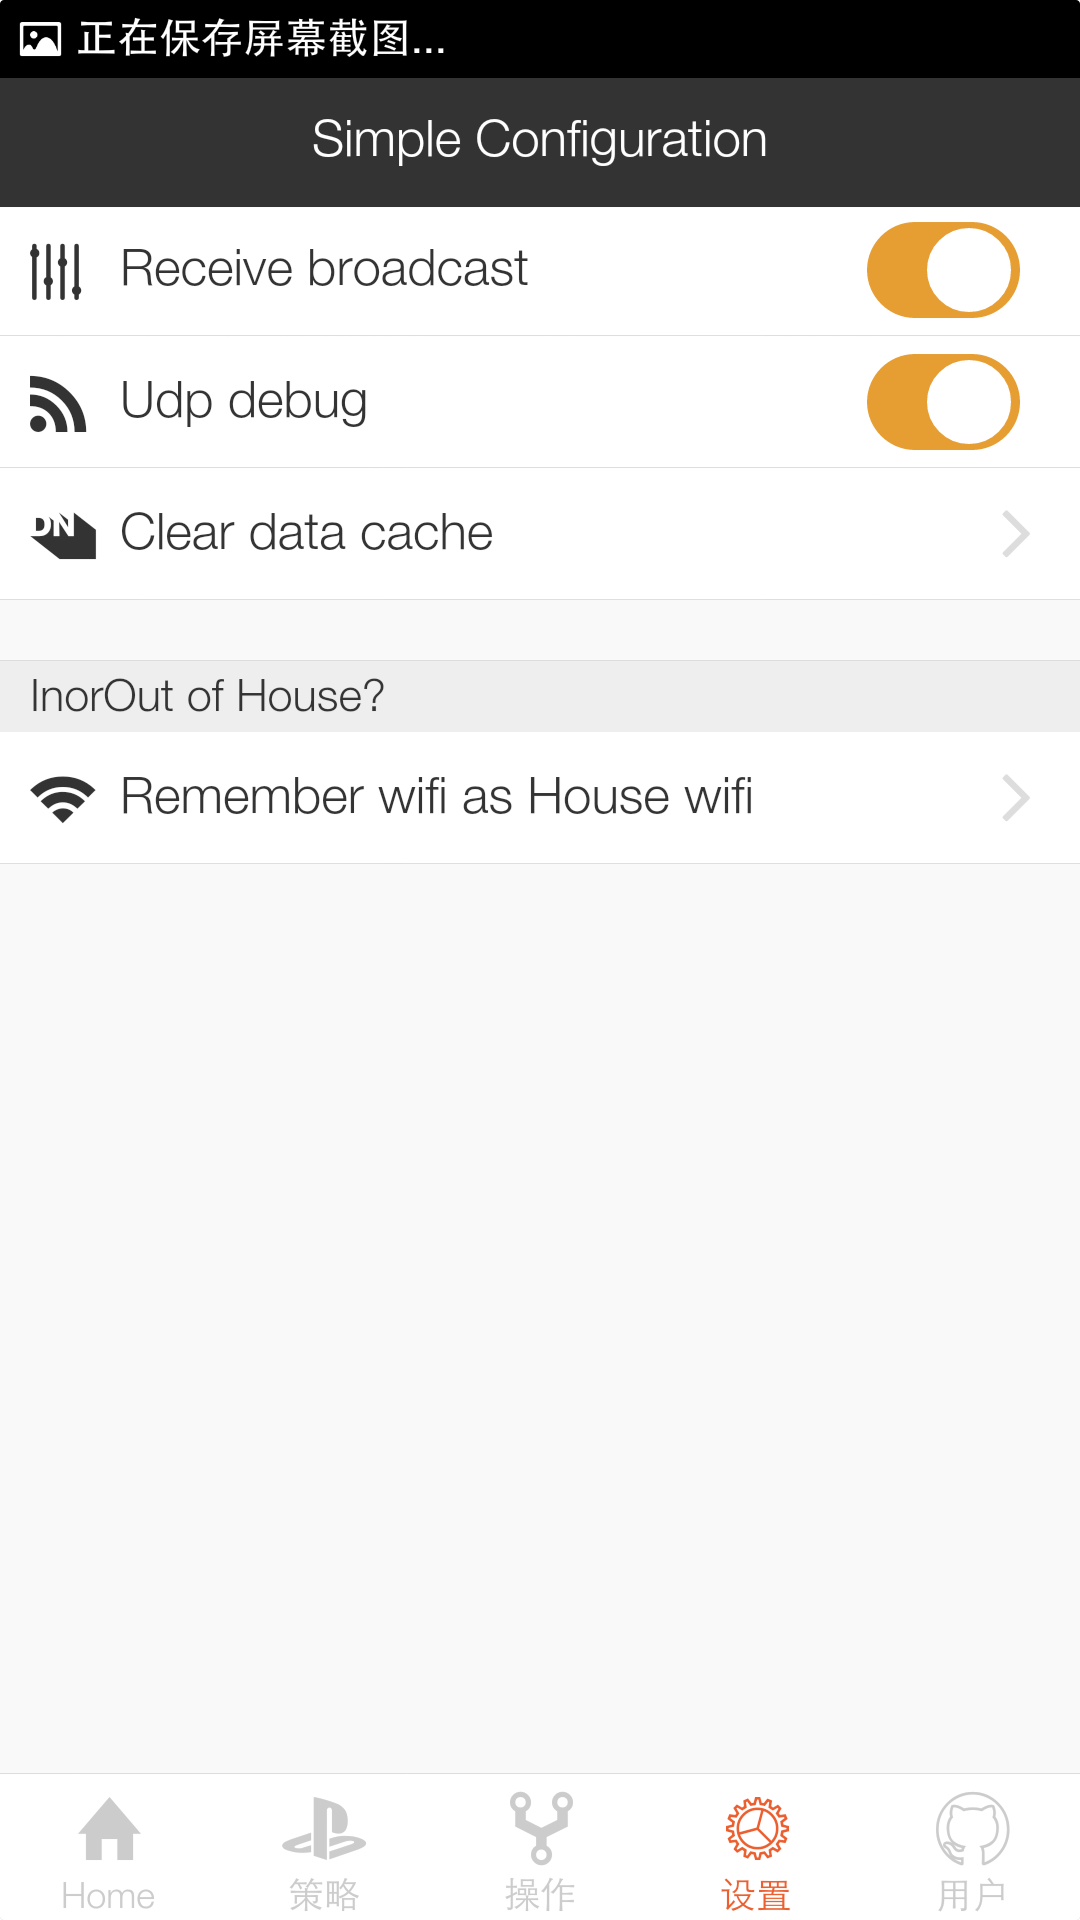 正在保存屏幕截图...
Simple Configuration
Receive broadcast
Udp debug
DN
Clear data cache
InorOut of House?
Remember wifi as House wifi
Home
策略
操作
设置
用户